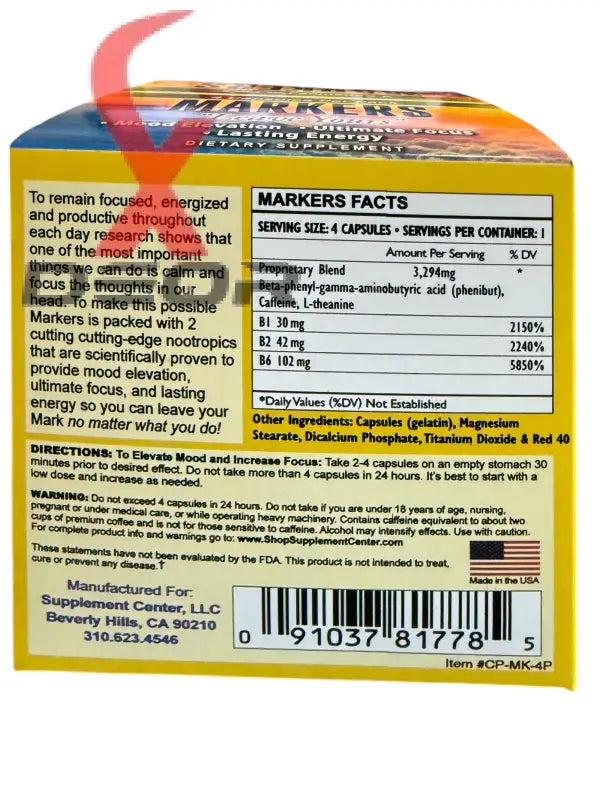 MARKERS
Leave Yours
• Mood Elevation • Ultimate Focus
• Lasting Energy
DIETARY SUPPLEMENT
To remain focused, energized
and productive throughout
each day research shows that
one of the most important
things we can do is calm and
focus the thoughts in our
head. To make this possible
Markers is packed with 2
cutting cutting-edge nootropics
that are scientifically proven to
provide mood elevation,
ultimate focus, and lasting
energy so you can leave your
Mark no matter what you do!
MARKERS FACTS
SERVING SIZE: 4 CAPSULES • SERVINGS PER CONTAINER: 1
Amount Per Serving % DV
Proprietary Blend 3,294mg *
Beta-phenyl-gamma-aminobutyric acid (phenibut),
Caffeine, L-theanine
B1 30 mg 2150%
B2 42 mg 2240%
B6 102 mg 5850%
*Daily Values (%DV) Not Established
Other Ingredients: Capsules (gelatin), Magnesium
Stearate, Dicalcium Phosphate, Titanium Dioxide & Red 40
DIRECTIONS: To Elevate Mood and Increase Focus: Take 2-4 capsules on an empty stomach 30
minutes prior to desired effect. Do not take more than 4 capsules in 24 hours. It's best to start with a
low dose and increase as needed.
WARNING: Do not exceed 4 capsules in 24 hours. Do not take if you are under 18 years of age, nursing,
pregnant or under medical care, or while operating heavy machinery. Contains caffeine equivalent to about two
cups of premium coffee and is not for those sensitive to caffeine. Alcohol may intensify effects. Use with caution.
For complete product info and warnings go to: www.ShopSupplementCenter.com
These statements have not been evaluated by the FDA. This product is not intended to treat,
cure or prevent any disease.†
Made in the USA
Manufactured For:
Supplement Center, LLC
Beverly Hills, CA 90210
310.623.4546
0 91037 81778 5
Item #CP-MK-4P